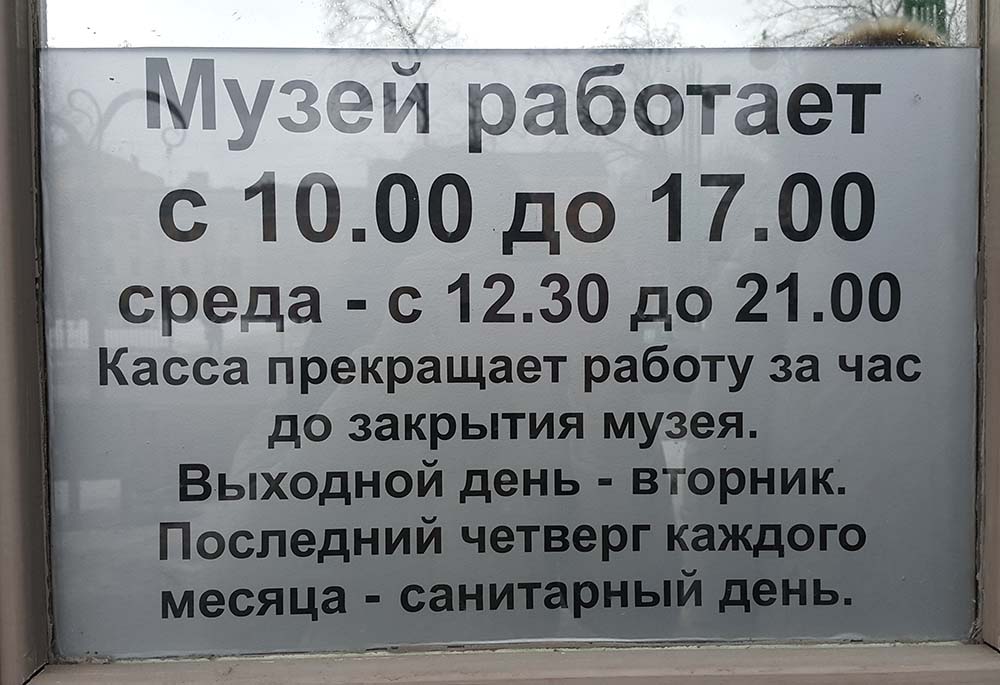 Музей работает
с 10.00 до 17.00
среда - с 12.30 до 21.00
Касса прекращает работу за час
до закрытия музея.
Выходной день - вторник.
Последний четверг каждого
месяца - санитарный день.